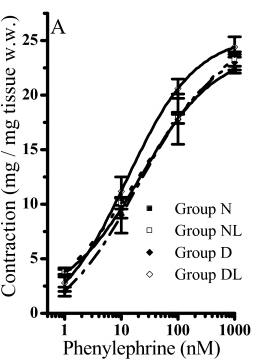 A
Contraction (mg / mg tissue w.w.)
25
20
15
10
5
0
Group N
Group NL
Group D
Group DL
1 10 100 1000
Phenylephrine (nM)